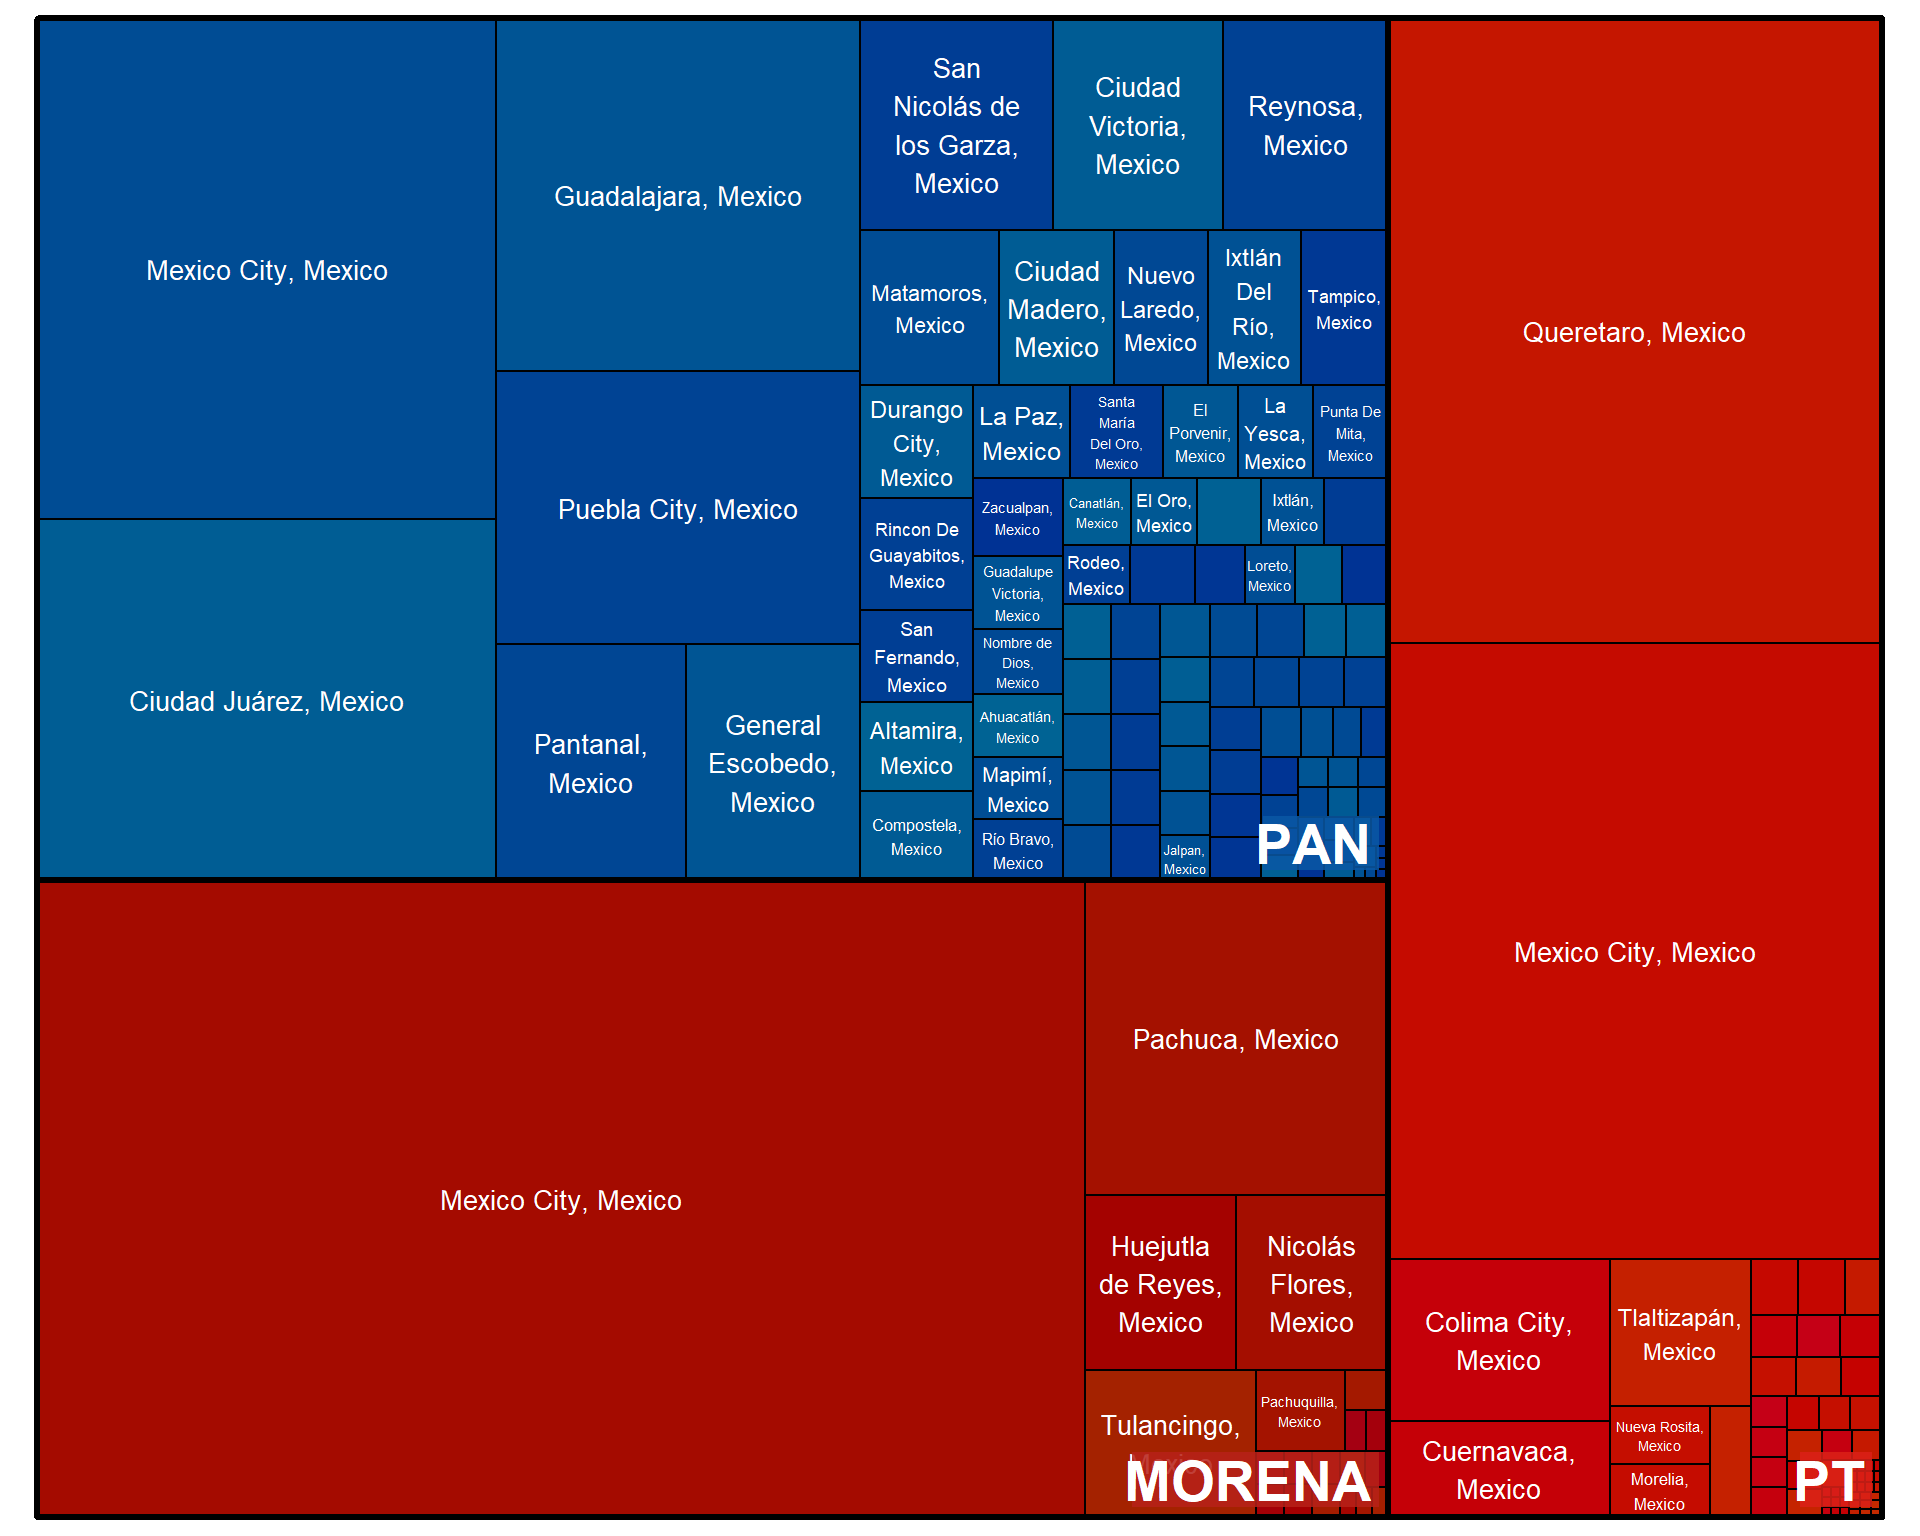 Mexico City, Mexico
Ciudad Juárez, Mexico
Guadalajara, Mexico
Puebla City, Mexico
Pantanal,
Mexico
General
Escobedo,
Mexico
San
Nicolás de
los Garza,
Mexico
Ciudad
Victoria,
Mexico
Reynosa,
Mexico
Matamoros,
Mexico
Ciudad
Madero,
Mexico
Nuevo
Laredo,
Mexico
Ixtlán
Del
Río,
Mexico
Tampico,
Mexico
Durango
City,
Mexico
Rincon De
Guayabitos,
Mexico
San
Fernando,
Mexico
Altamira,
Mexico
Compostela,
Mexico
La Paz,
Mexico
Santa
María
Del Oro,
Mexico
El
Porvenir,
Mexico
La
Yesca,
Mexico
Punta De
Mita,
Mexico
Zacualpan,
Mexico
Guadalupe
Victoria,
Mexico
Nombre de
Dios,
Mexico
Ahuacatlán,
Mexico
Mapimí,
Mexico
Río Bravo,
Mexico
Canatlán,
Mexico
El Oro,
Mexico
Ixtlán,
Mexico
Rodeo,
Mexico
Loreto,
Mexico
Jalpan,
Mexico
PAN
Mexico City, Mexico
Pachuca, Mexico
Huejutla
de Reyes,
Mexico
Nicolás
Flores,
Mexico
Tulancingo,
Mexico
Pachuquilla,
Mexico
MORENA
Queretaro, Mexico
Mexico City, Mexico
Colima City,
Mexico
Cuernavaca,
Mexico
Tlaltizapán,
Mexico
Nueva Rosita,
Mexico
Morelia,
Mexico
PT